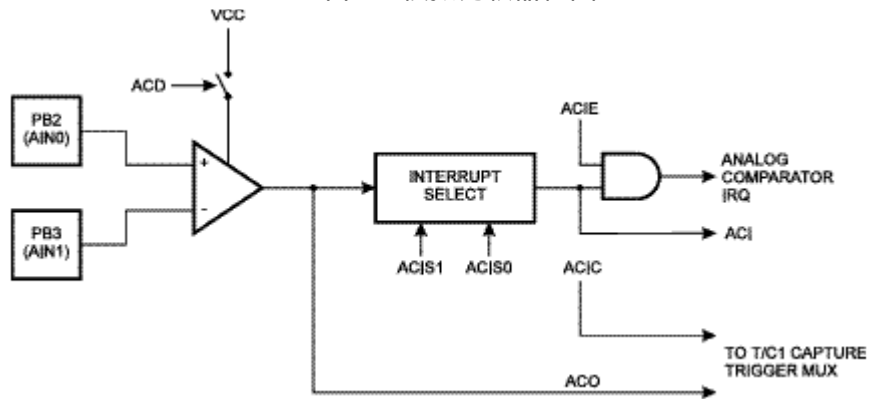 VCC
ACD
PB2
(AIN0)
PB3
(AIN1)
+
-
INTERRUPT
SELECT
ACIS1
ACIS0
ACIE
ANALOG
COMPARATOR
IRQ
ACI
ACIC
TO T/C1 CAPTURE
TRIGGER MUX
ACO